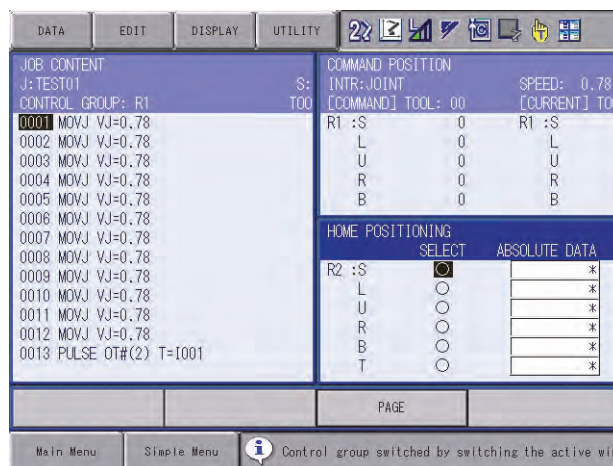 DATA EDIT DISPLAY UTILITY
JOB CONTENT
J:TEST01 S:
CONTROL GROUP: R1 TOO
0001 MOVJ VJ=0.78
0002 MOVJ VJ=0.78
0003 MOVJ VJ=0.78
0004 MOVJ VJ=0.78
0005 MOVJ VJ=0.78
0006 MOVJ VJ=0.78
0007 MOVJ VJ=0.78
0008 MOVJ VJ=0.78
0009 MOVJ VJ=0.78
0010 MOVJ VJ=0.78
0011 MOVJ VJ=0.78
0012 MOVJ VJ=0.78
0013 PULSE OT#(2) T=I001
COMMAND POSITION
INTR:JOINT SPEED: 0.78
[COMMAND] TOOL: 00 [CURRENT] TO
R1 :S 0 R1 :S
L 0 L
U 0 U
R 0 R
B 0 B
HOME POSITIONING
SELECT ABSOLUTE DATA
R2 :S *
L *
U *
R *
B *
T *
PAGE
Main Menu Simple Menu Control group switched by switching the active wi